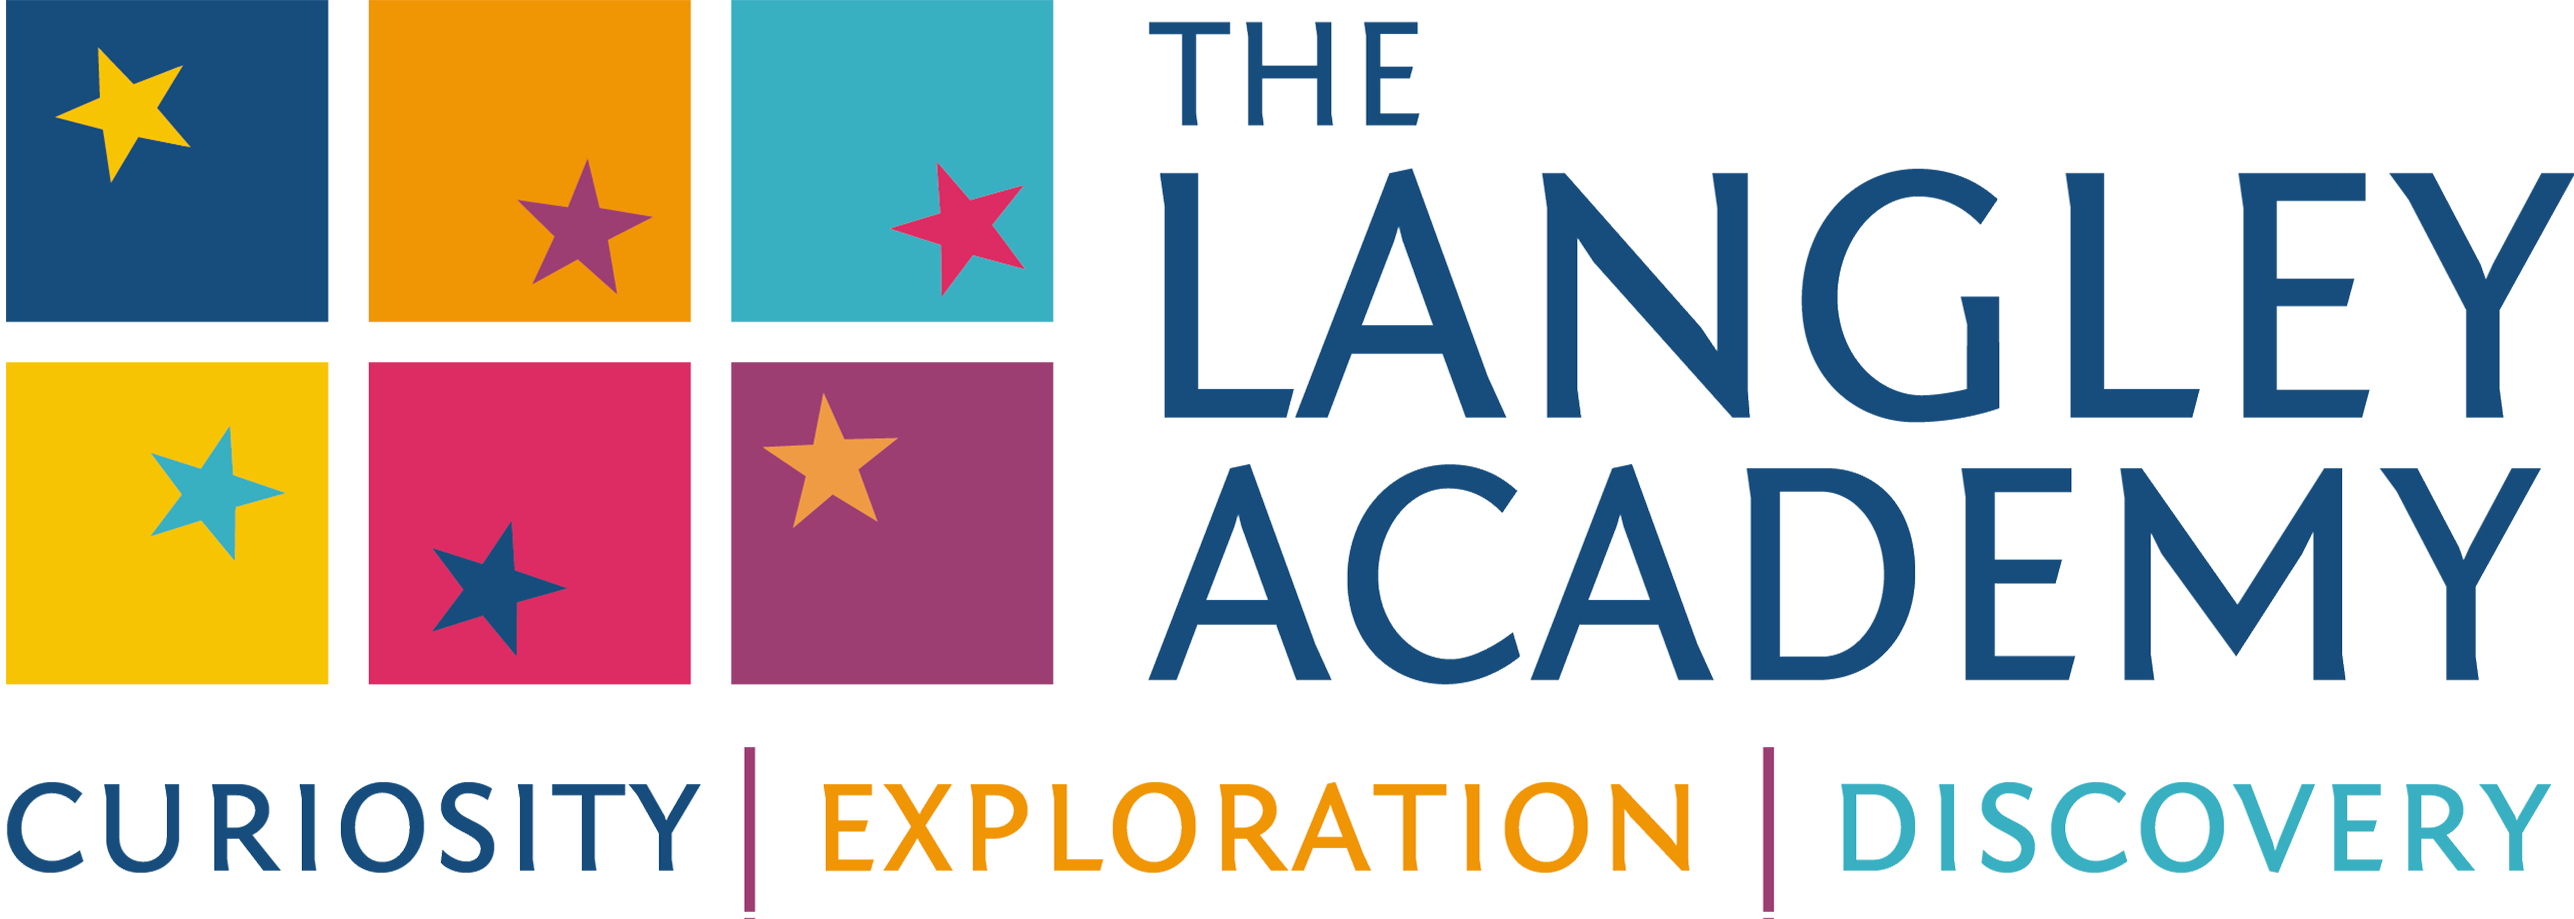 THE
LANGLEY
ACADEMY
CURIOSITY | EXPLORATION | DISCOVERY